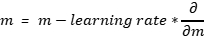 m = m − learning rate * ∂/∂m